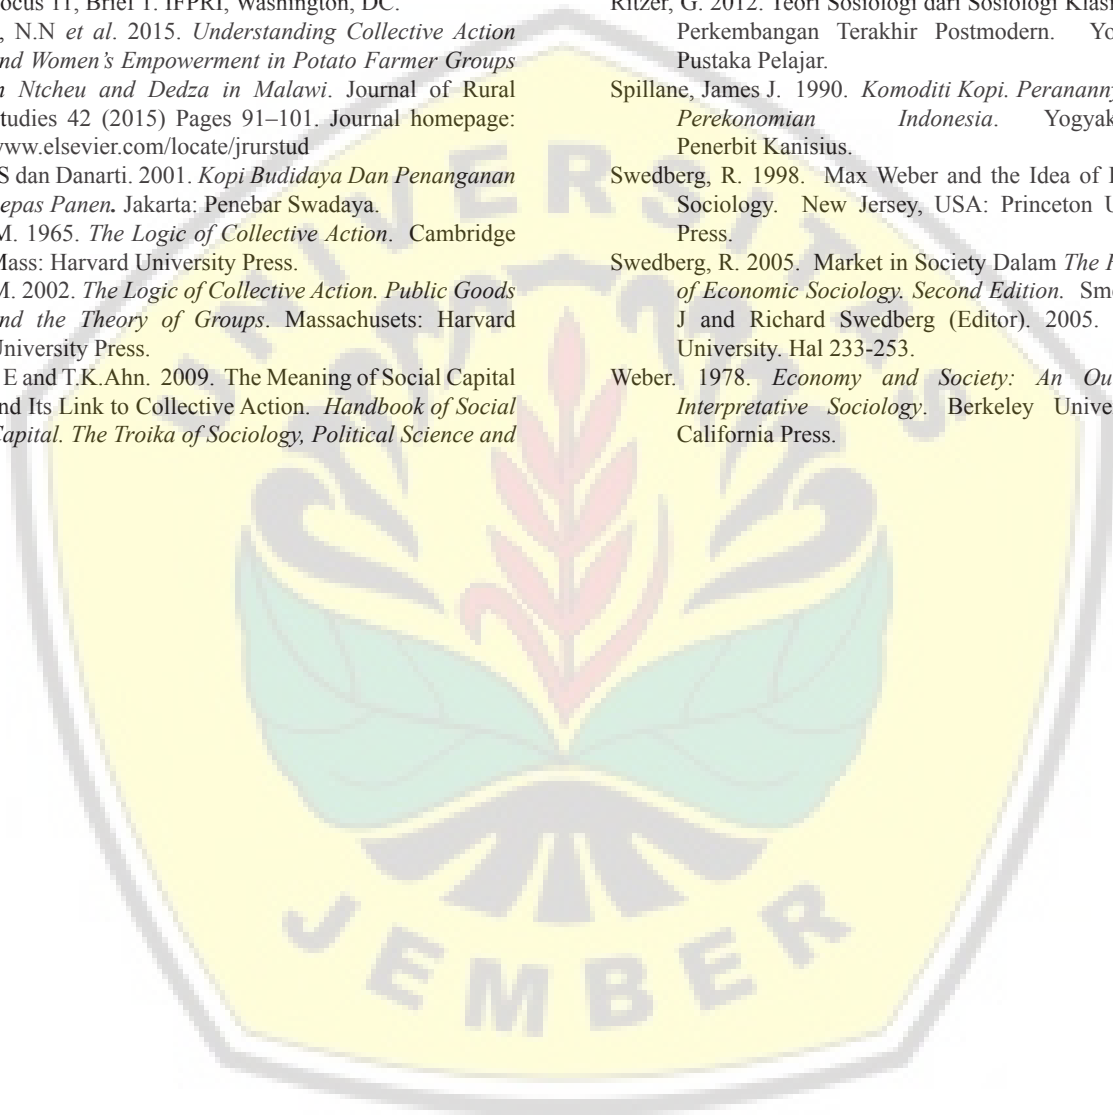 ocus 11, Brief 1. IFPRI, Washington, DC.
, N.N et al. 2015. Understanding Collective Action
nd Women's Empowerment in Potato Farmer Groups
n Ntcheu and Dedza in Malawi. Journal of Rural
tudies 42 (2015) Pages 91–101. Journal homepage:
www.elsevier.com/locate/jrurstud
S dan Danarti. 2001. Kopi Budidaya Dan Penanganan
epas Panen. Jakarta: Penebar Swadaya.
M. 1965. The Logic of Collective Action. Cambridge
Mass: Harvard University Press.
M. 2002. The Logic of Collective Action. Public Goods
nd the Theory of Groups. Massachusets: Harvard
University Press.
E and T.K.Ahn. 2009. The Meaning of Social Capital
nd Its Link to Collective Action. Handbook of Social
Capital. The Troika of Sociology, Political Science and
Ritzer, G. 2012. Teori Sosiologi dari Sosiologi Klasi
Perkembangan Terakhir Postmodern. Yo
Pustaka Pelajar.
Spillane, James J. 1990. Komoditi Kopi. Peranann
Perekonomian Indonesia. Yogyak
Penerbit Kanisius.
Swedberg, R. 1998. Max Weber and the Idea of
Sociology. New Jersey, USA: Princeton U
Press.
Swedberg, R. 2005. Market in Society Dalam The
of Economic Sociology. Second Edition. Sm
J and Richard Swedberg (Editor). 2005.
University. Hal 233-253.
Weber. 1978. Economy and Society: An Ou
Interpretative Sociology. Berkeley Unive
California Press.
UNIVERSITAS
JEMBER